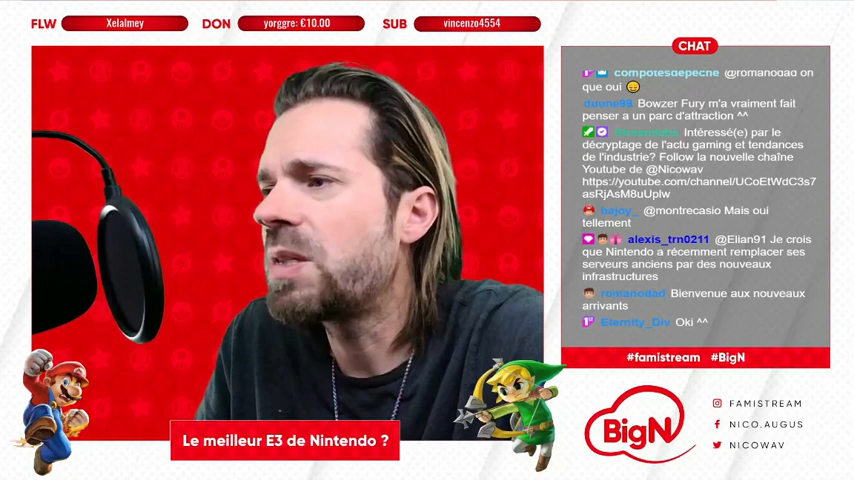 FLW Xelalmey DON yorggre: €10.00 SUB vincenzo4554
CHAT
compotesdepeche @romanodad on
que oui
duune99 Bowzer Fury m'a vraiment fait
penser a un parc d'attraction ^^
Intéressé(e) par le
décryptage de l'actu gaming et tendances
de l'industrie? Follow la nouvelle chaîne
Youtube de @Nicowav
https://youtube.com/channel/UCoEtWdC3s7
asRjAsM8uUplw
bajoy_ @montrecasio Mais oui
tellement
alexis_trn0211 @Elian91 Je crois
que Nintendo a récemment remplacer ses
serveurs anciens par des nouveaux
infrastructures
romanodad Bienvenue aux nouveaux
arrivants
Eternity_Div Oki ^^
#famistream #BigN
Le meilleur E3 de Nintendo ?
BigN
FAMISTREAM
NICO.AUGUS
NICOWAV